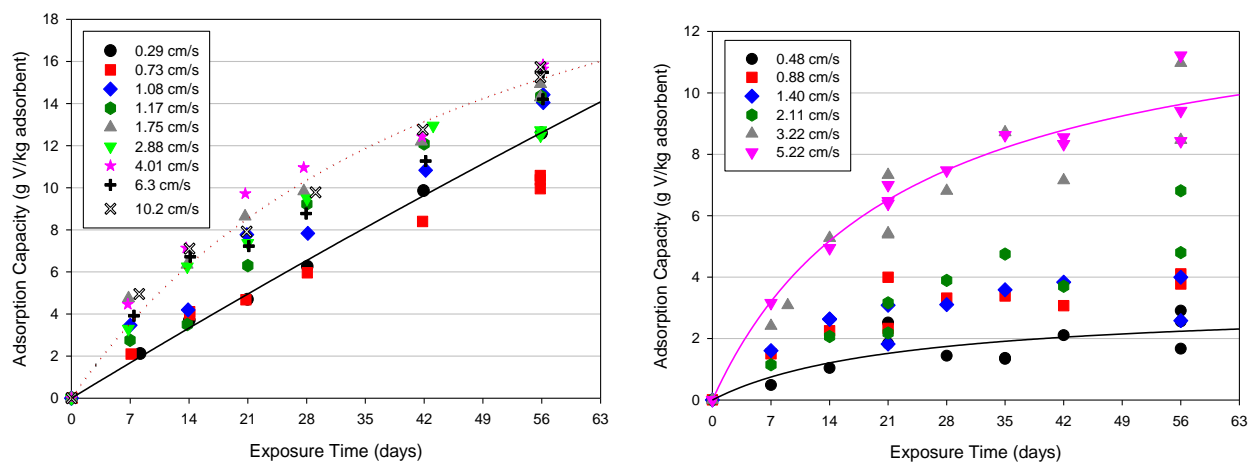 Adsorption Capacity (g V/kg adsorbent)
18
16
14
12
10
8
6
4
2
0
0.29 cm/s
0.73 cm/s
1.08 cm/s
1.17 cm/s
1.75 cm/s
2.88 cm/s
4.01 cm/s
6.3 cm/s
10.2 cm/s
0 7 14 21 28 35 42 49 56 63
Exposure Time (days)
Adsorption Capacity (g V/kg adsorbent)
12
10
8
6
4
2
0
0.48 cm/s
0.88 cm/s
1.40 cm/s
2.11 cm/s
3.22 cm/s
5.22 cm/s
0 7 14 21 28 35 42 49 56 63
Exposure Time (days)